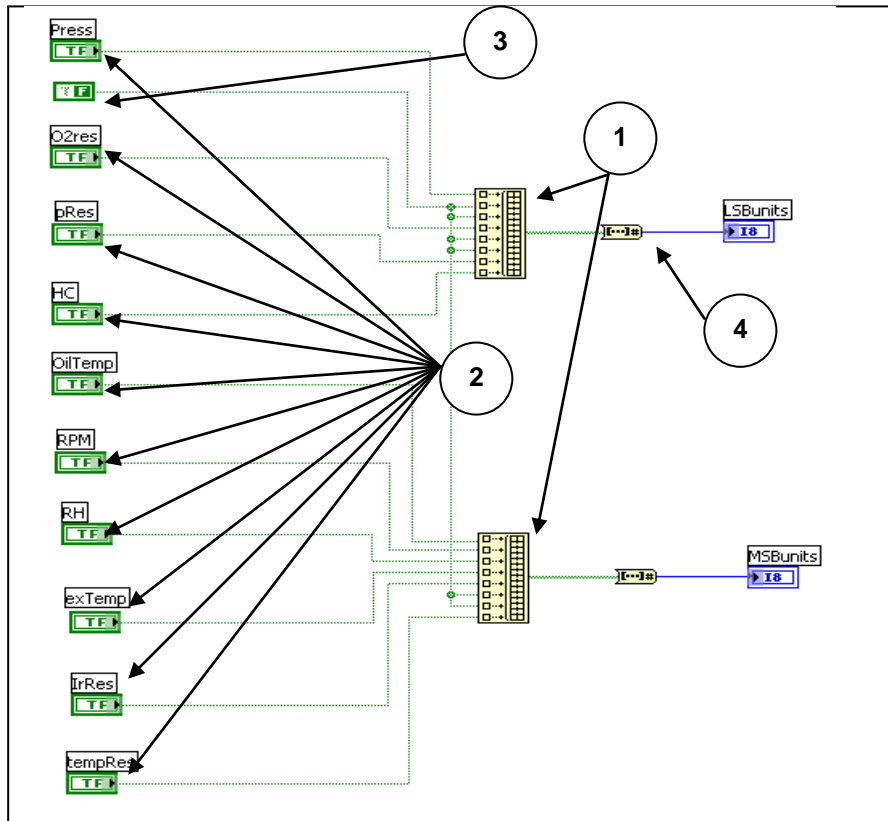 Press
TF
3
F
O2res
TF
1
pRes
TF
LSBunits
[...]#
I8
HC
TF
4
OilTemp
TF
2
RPM
TF
RH
TF
MSBunits
[...]#
I8
exTemp
TF
IrRes
TF
tempRes
TF